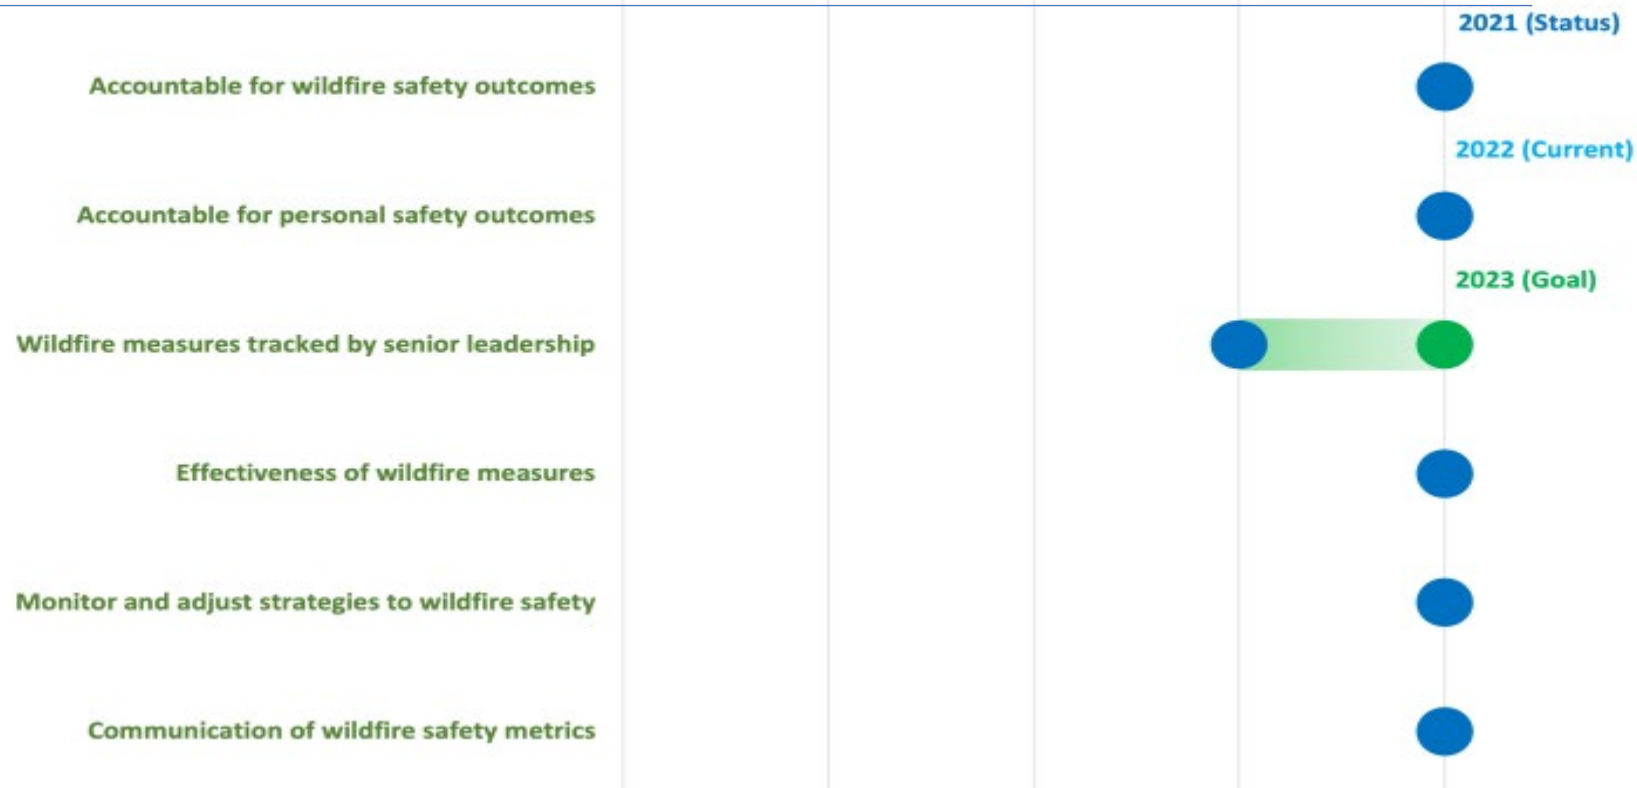 2021 (Status)
Accountable for wildfire safety outcomes
2022 (Current)
Accountable for personal safety outcomes
2023 (Goal)
Wildfire measures tracked by senior leadership
Effectiveness of wildfire measures
Monitor and adjust strategies to wildfire safety
Communication of wildfire safety metrics